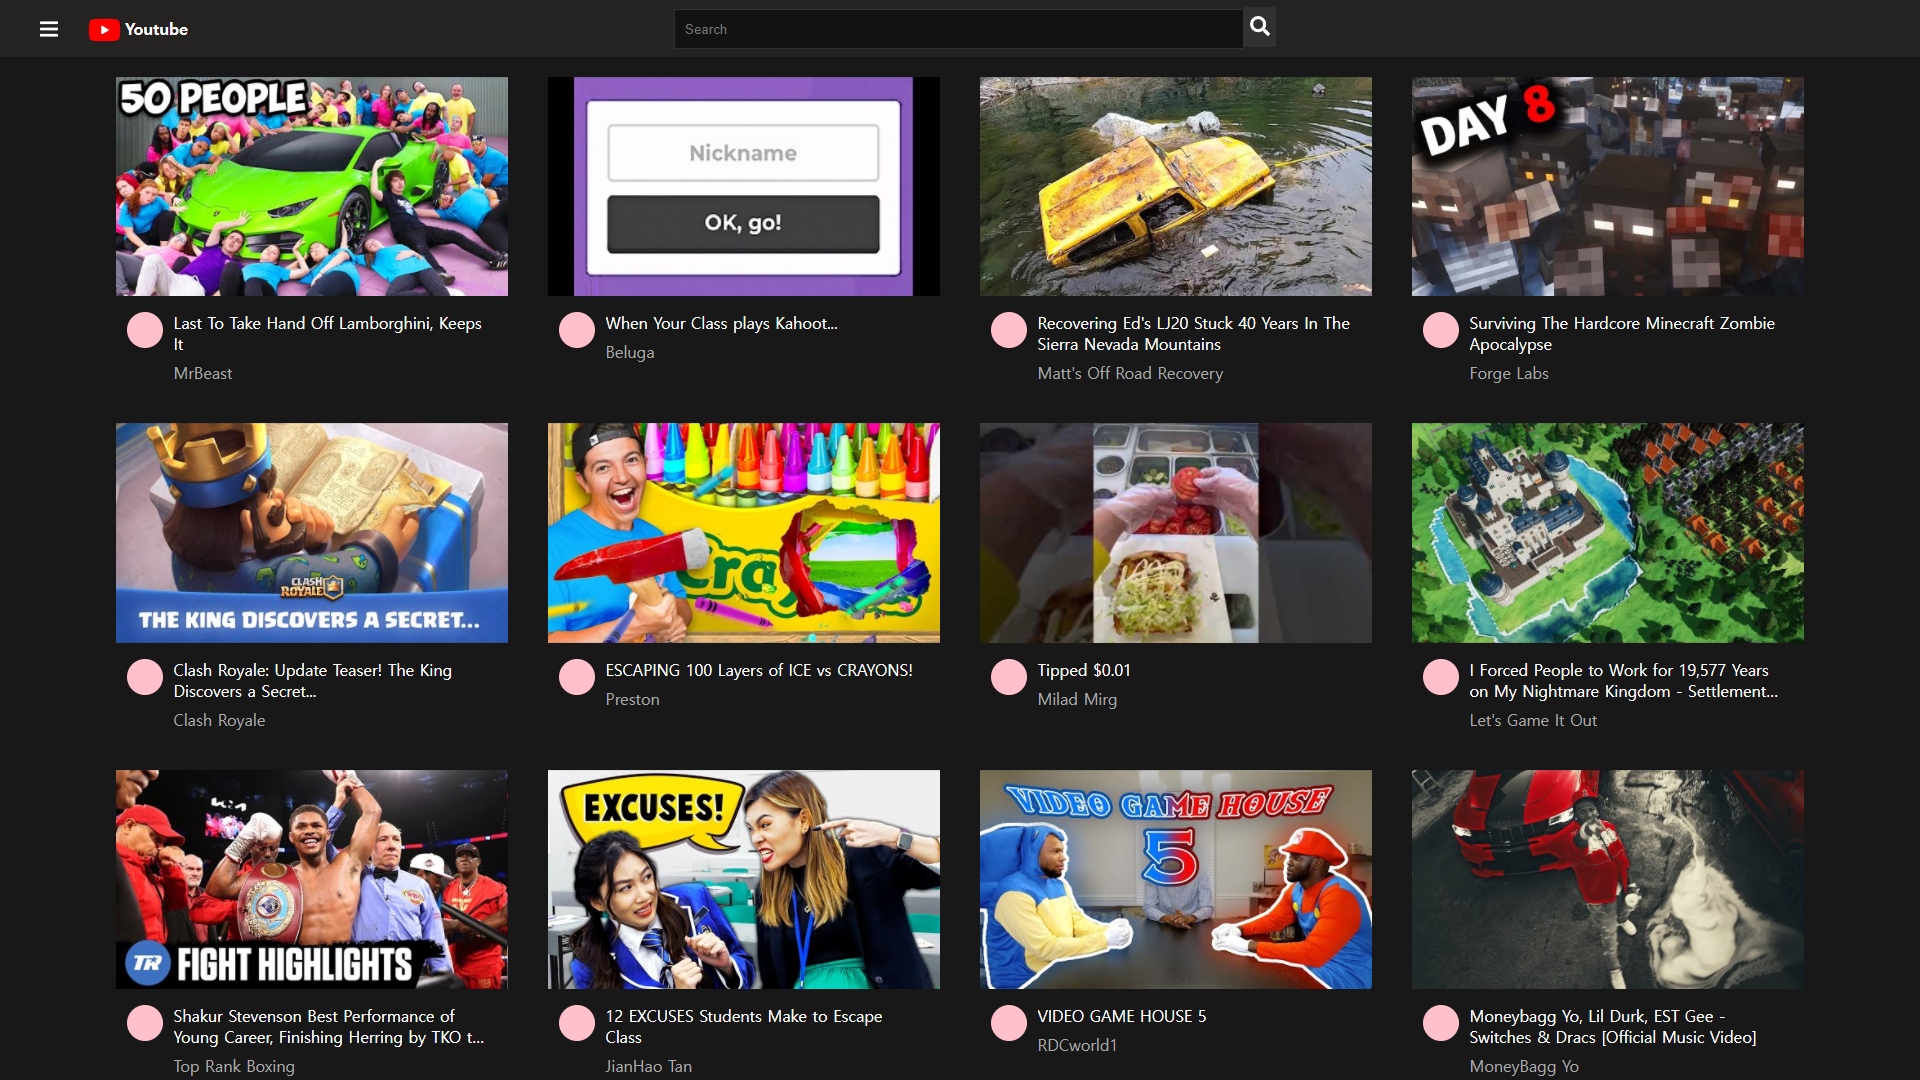 Youtube
Search
50 PEOPLE
Nickname
OK, go!
DAY 8
Last To Take Hand Off Lamborghini, Keeps
It
MrBeast
When Your Class plays Kahoot...
Beluga
Recovering Ed's LJ20 Stuck 40 Years In The
Sierra Nevada Mountains
Matt's Off Road Recovery
Surviving The Hardcore Minecraft Zombie
Apocalypse
Forge Labs
CLASH
ROYALE
THE KING DISCOVERS A SECRET...
Cra
Clash Royale: Update Teaser! The King
Discovers a Secret...
Clash Royale
ESCAPING 100 Layers of ICE vs CRAYONS!
Preston
Tipped $0.01
Milad Mirg
I Forced People to Work for 19,577 Years
on My Nightmare Kingdom - Settlement...
Let's Game It Out
TR FIGHT HIGHLIGHTS
EXCUSES!
VIDEO GAME HOUSE
5
Shakur Stevenson Best Performance of
Young Career, Finishing Herring by TKO t...
Top Rank Boxing
12 EXCUSES Students Make to Escape
Class
JianHao Tan
VIDEO GAME HOUSE 5
RDCworld1
Moneybagg Yo, Lil Durk, EST Gee -
Switches & Dracs [Official Music Video]
MoneyBagg Yo